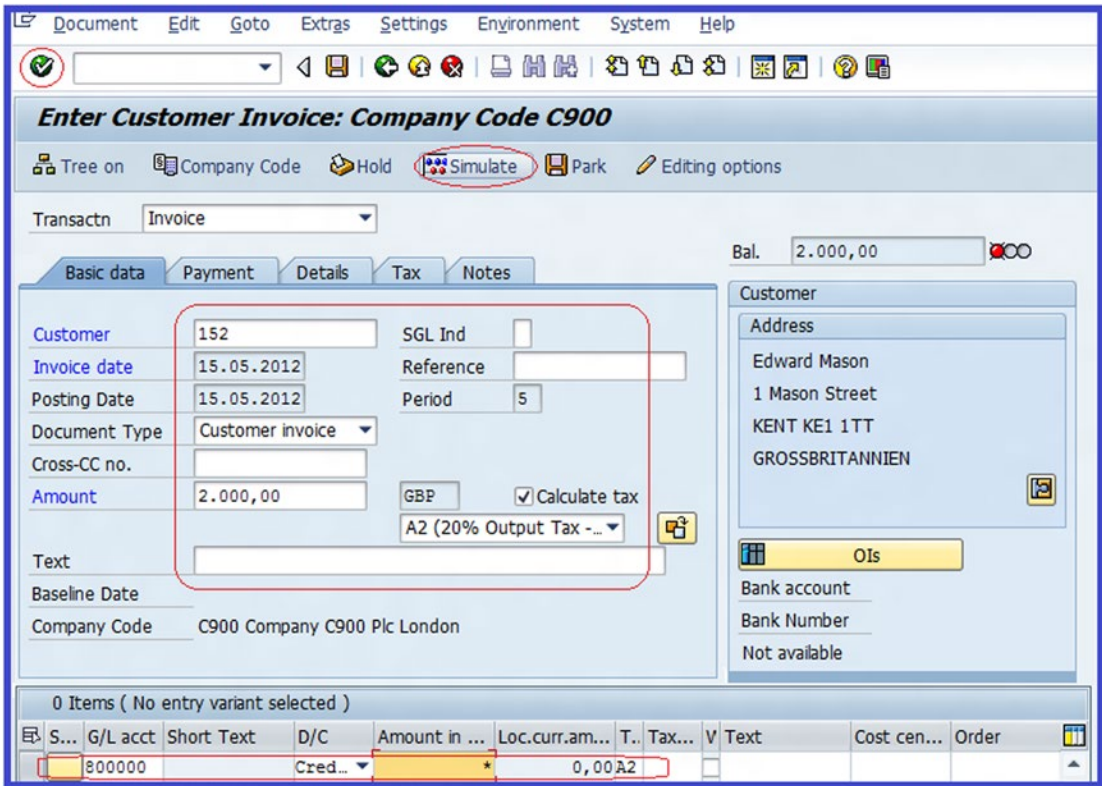 Document Edit Goto Extras Settings Environment System Help
Enter Customer Invoice: Company Code C900
Tree on Company Code Hold Simulate Park Editing options
Transactn Invoice
Bal. 2.000,00
Basic data Payment Details Tax Notes
Customer
Customer 152 SGL Ind
Address
Invoice date 15.05.2012 Reference
Edward Mason
Posting Date 15.05.2012 Period 5
1 Mason Street
Document Type Customer invoice
KENT KE1 1TT
Cross-CC no.
GROSSBRITANNIEN
Amount 2.000,00 GBP Calculate tax
A2 (20% Output Tax -...
Text
OIs
Baseline Date
Bank account
Company Code C900 Company C900 Plc London
Bank Number
Not available
0 Items ( No entry variant selected )
S... G/L acct Short Text D/C Amount in ... Loc.curr.am... T.. Tax... V Text Cost cen... Order
800000 Cred... * 0,00 A2